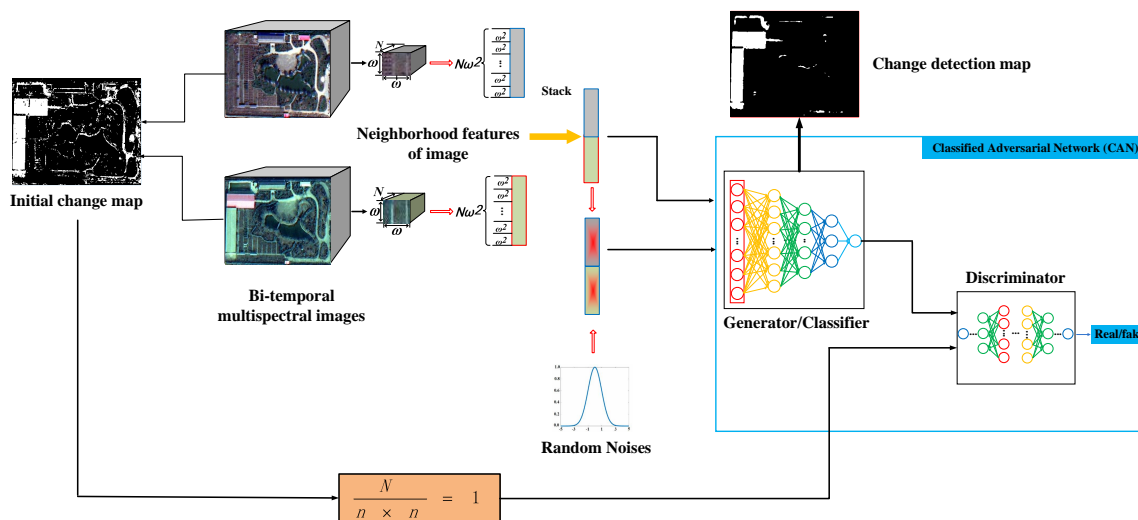 Initial change map
N
ω
ω
Nω²
ω²
ω²
⋮
ω²
ω²
Stack
Neighborhood features
of image
N
ω
ω
Nω²
ω²
ω²
⋮
ω²
ω²
Bi-temporal
multispectral images
Random Noises
Change detection map
Classified Adversarial Network (CAN)
Generator/Classifier
Discriminator
Real/fak
N
n × n
= 1